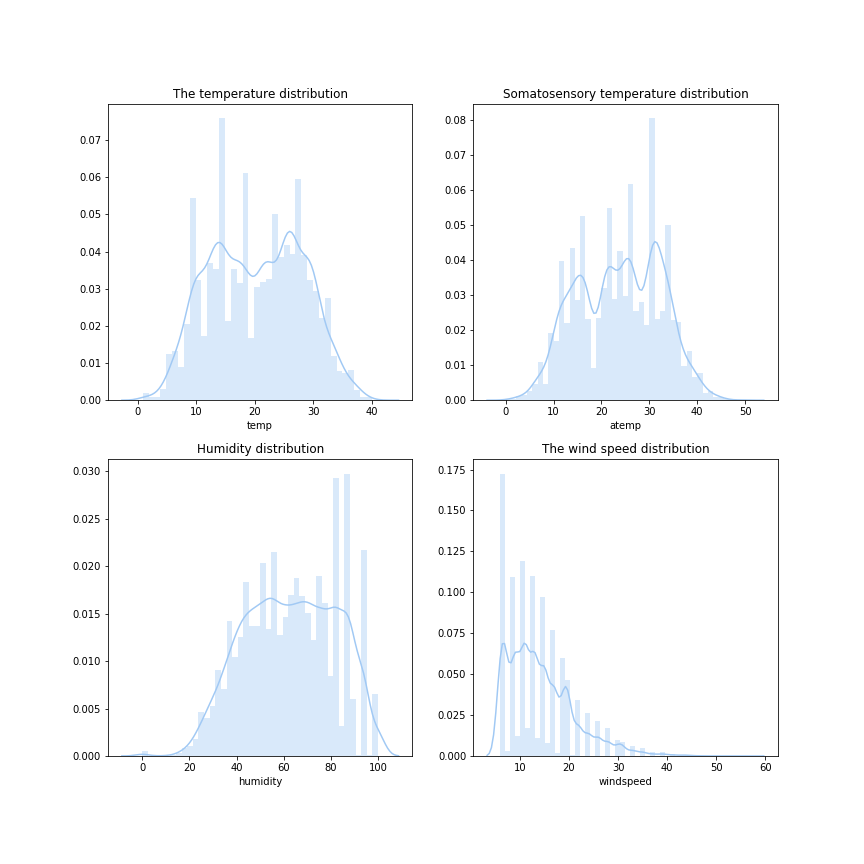 The temperature distribution
0.07
0.06
0.05
0.04
0.03
0.02
0.01
0.00
0 10 20 30 40
temp
Somatosensory temperature distribution
0.08
0.07
0.06
0.05
0.04
0.03
0.02
0.01
0.00
0 10 20 30 40 50
atemp
Humidity distribution
0.030
0.025
0.020
0.015
0.010
0.005
0.000
0 20 40 60 80 100
humidity
The wind speed distribution
0.175
0.150
0.125
0.100
0.075
0.050
0.025
0.000
10 20 30 40 50 60
windspeed